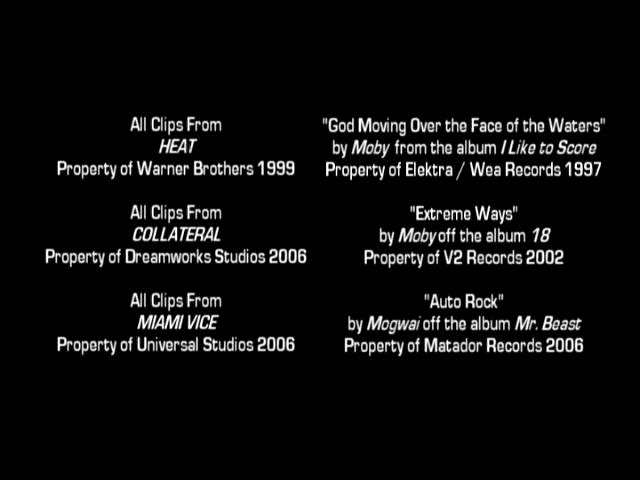 All Clips From
HEAT
Property of Warner Brothers 1999
All Clips From
COLLATERAL
Property of Dreamworks Studios 2006
All Clips From
MIAMI VICE
Property of Universal Studios 2006
"God Moving Over the Face of the Waters"
by Moby from the album I Like to Score
Property of Elektra / Wea Records 1997
"Extreme Ways"
by Moby off the album 18
Property of V2 Records 2002
"Auto Rock"
by Mogwai off the album Mr. Beast
Property of Matador Records 2006